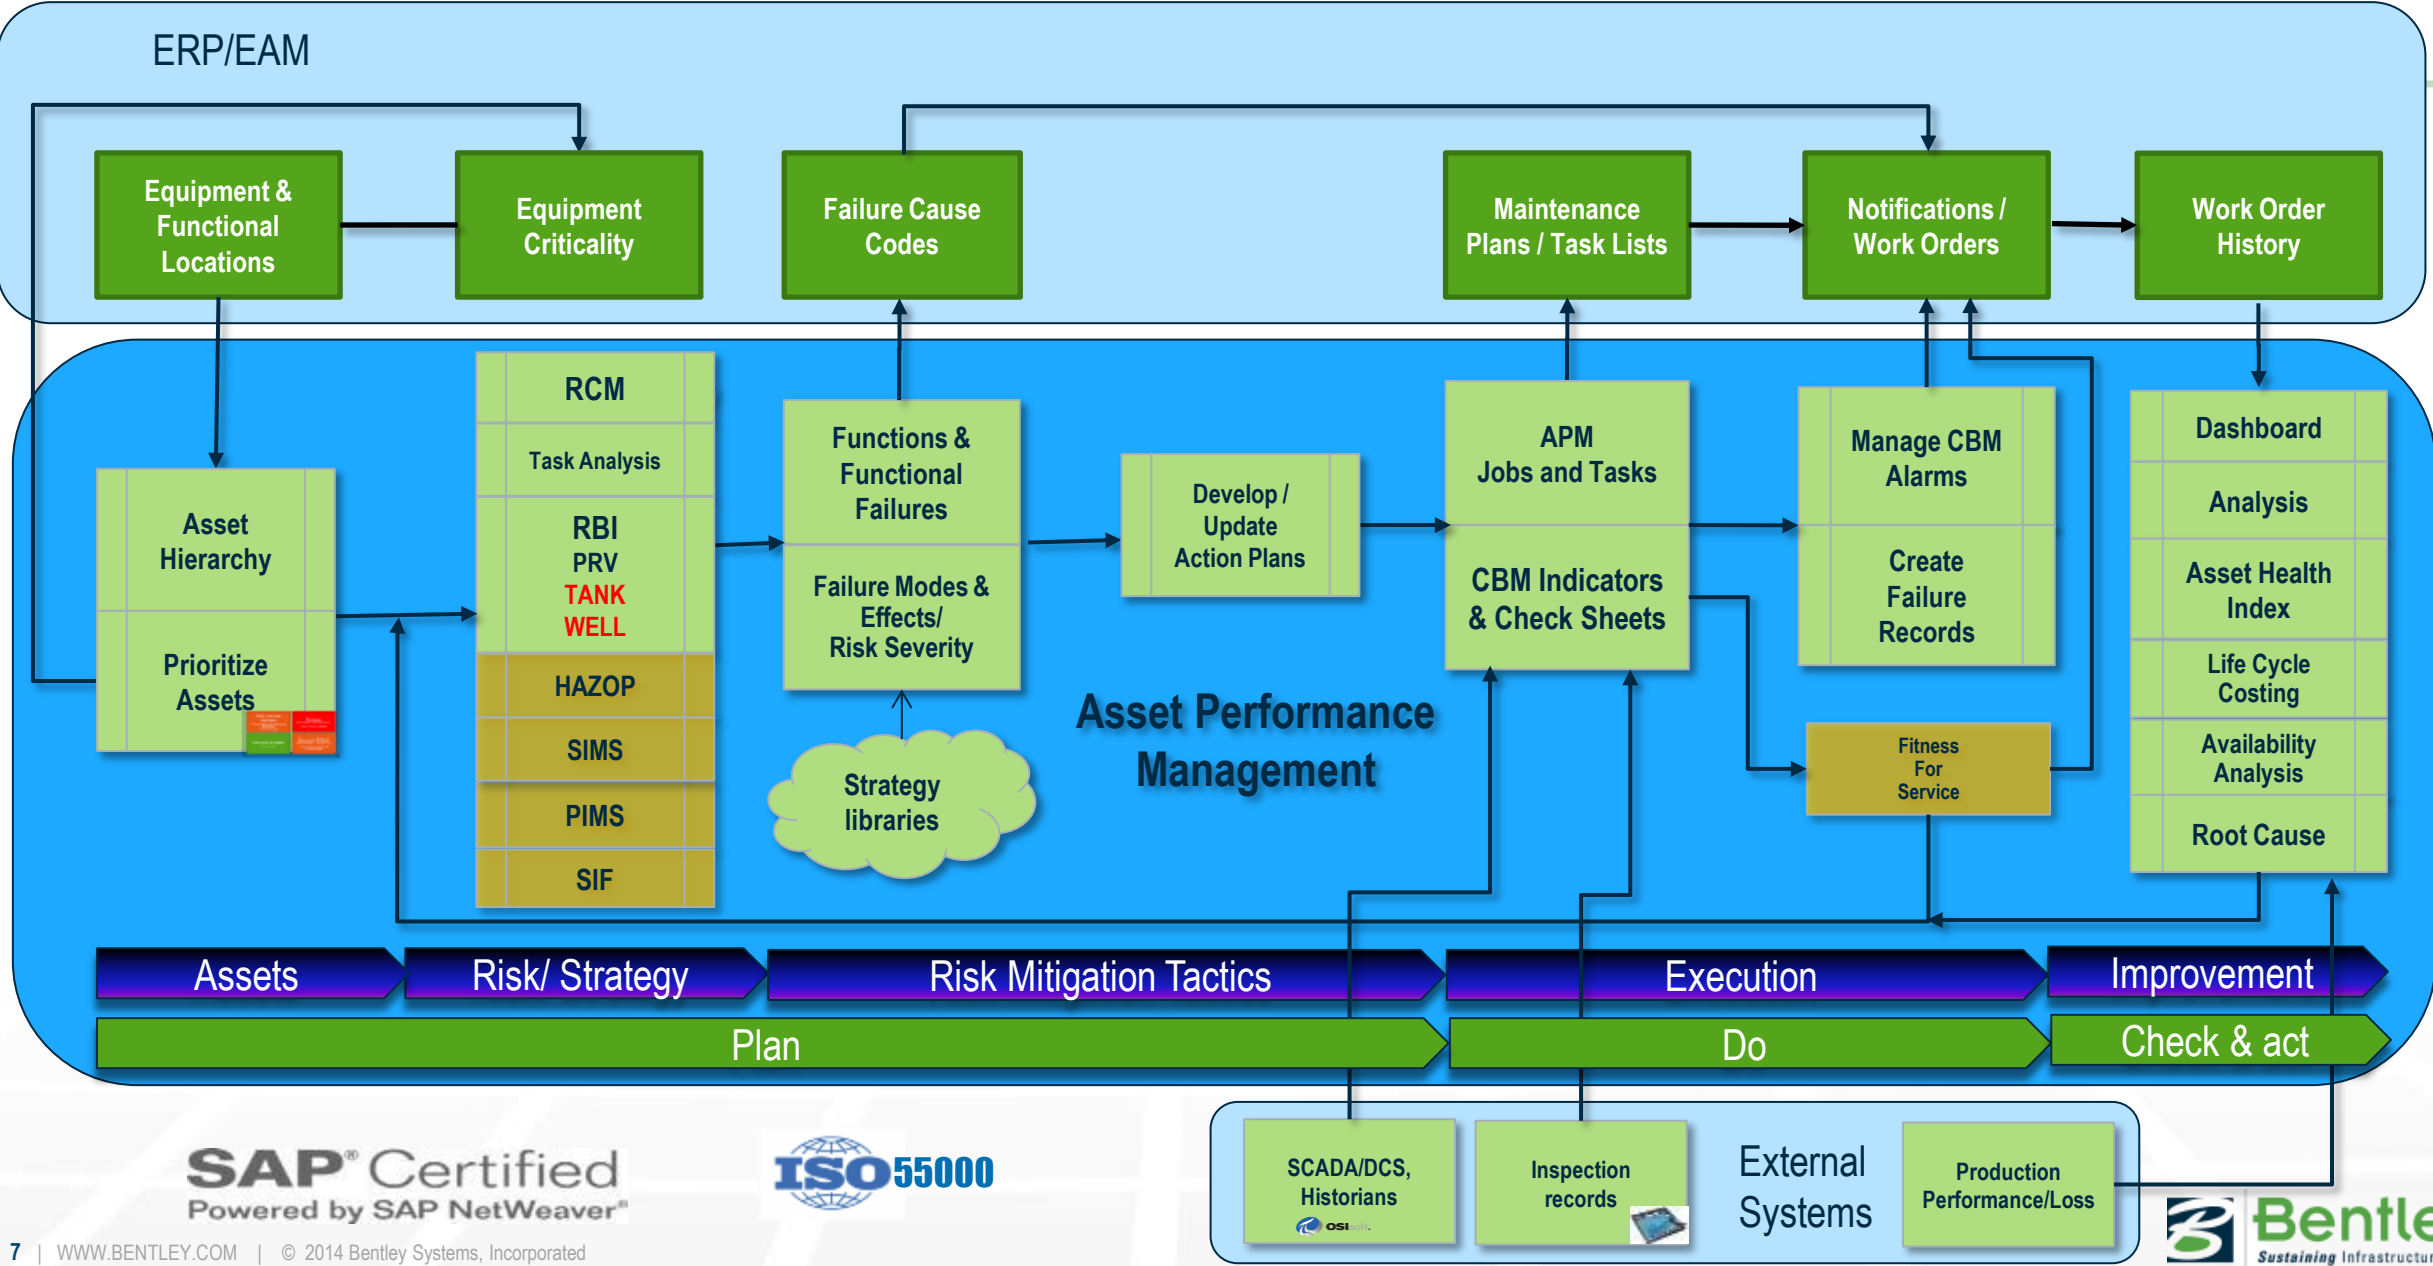 ERP/EAM
Equipment &
Functional
Locations
Equipment
Criticality
Failure Cause
Codes
Maintenance
Plans / Task Lists
Notifications /
Work Orders
Work Order
History
Asset
Hierarchy
Prioritize
Assets
RCM
Task Analysis
RBI
PRV
TANK
WELL
HAZOP
SIMS
PIMS
SIF
Functions &
Functional
Failures
Failure Modes &
Effects/
Risk Severity
Strategy
libraries
Develop /
Update
Action Plans
Asset Performance
Management
APM
Jobs and Tasks
CBM Indicators
& Check Sheets
Manage CBM
Alarms
Create
Failure
Records
Fitness
For
Service
Dashboard
Analysis
Asset Health
Index
Life Cycle
Costing
Availability
Analysis
Root Cause
Assets
Risk/ Strategy
Risk Mitigation Tactics
Execution
Improvement
Plan
Do
Check & act
SAP® Certified
Powered by SAP NetWeaver®
ISO 55000
SCADA/DCS,
Historians
OSIsoft.
Inspection
records
External
Systems
Production
Performance/Loss
Bentle
Sustaining Infrastructur
7 | WWW.BENTLEY.COM | © 2014 Bentley Systems, Incorporated